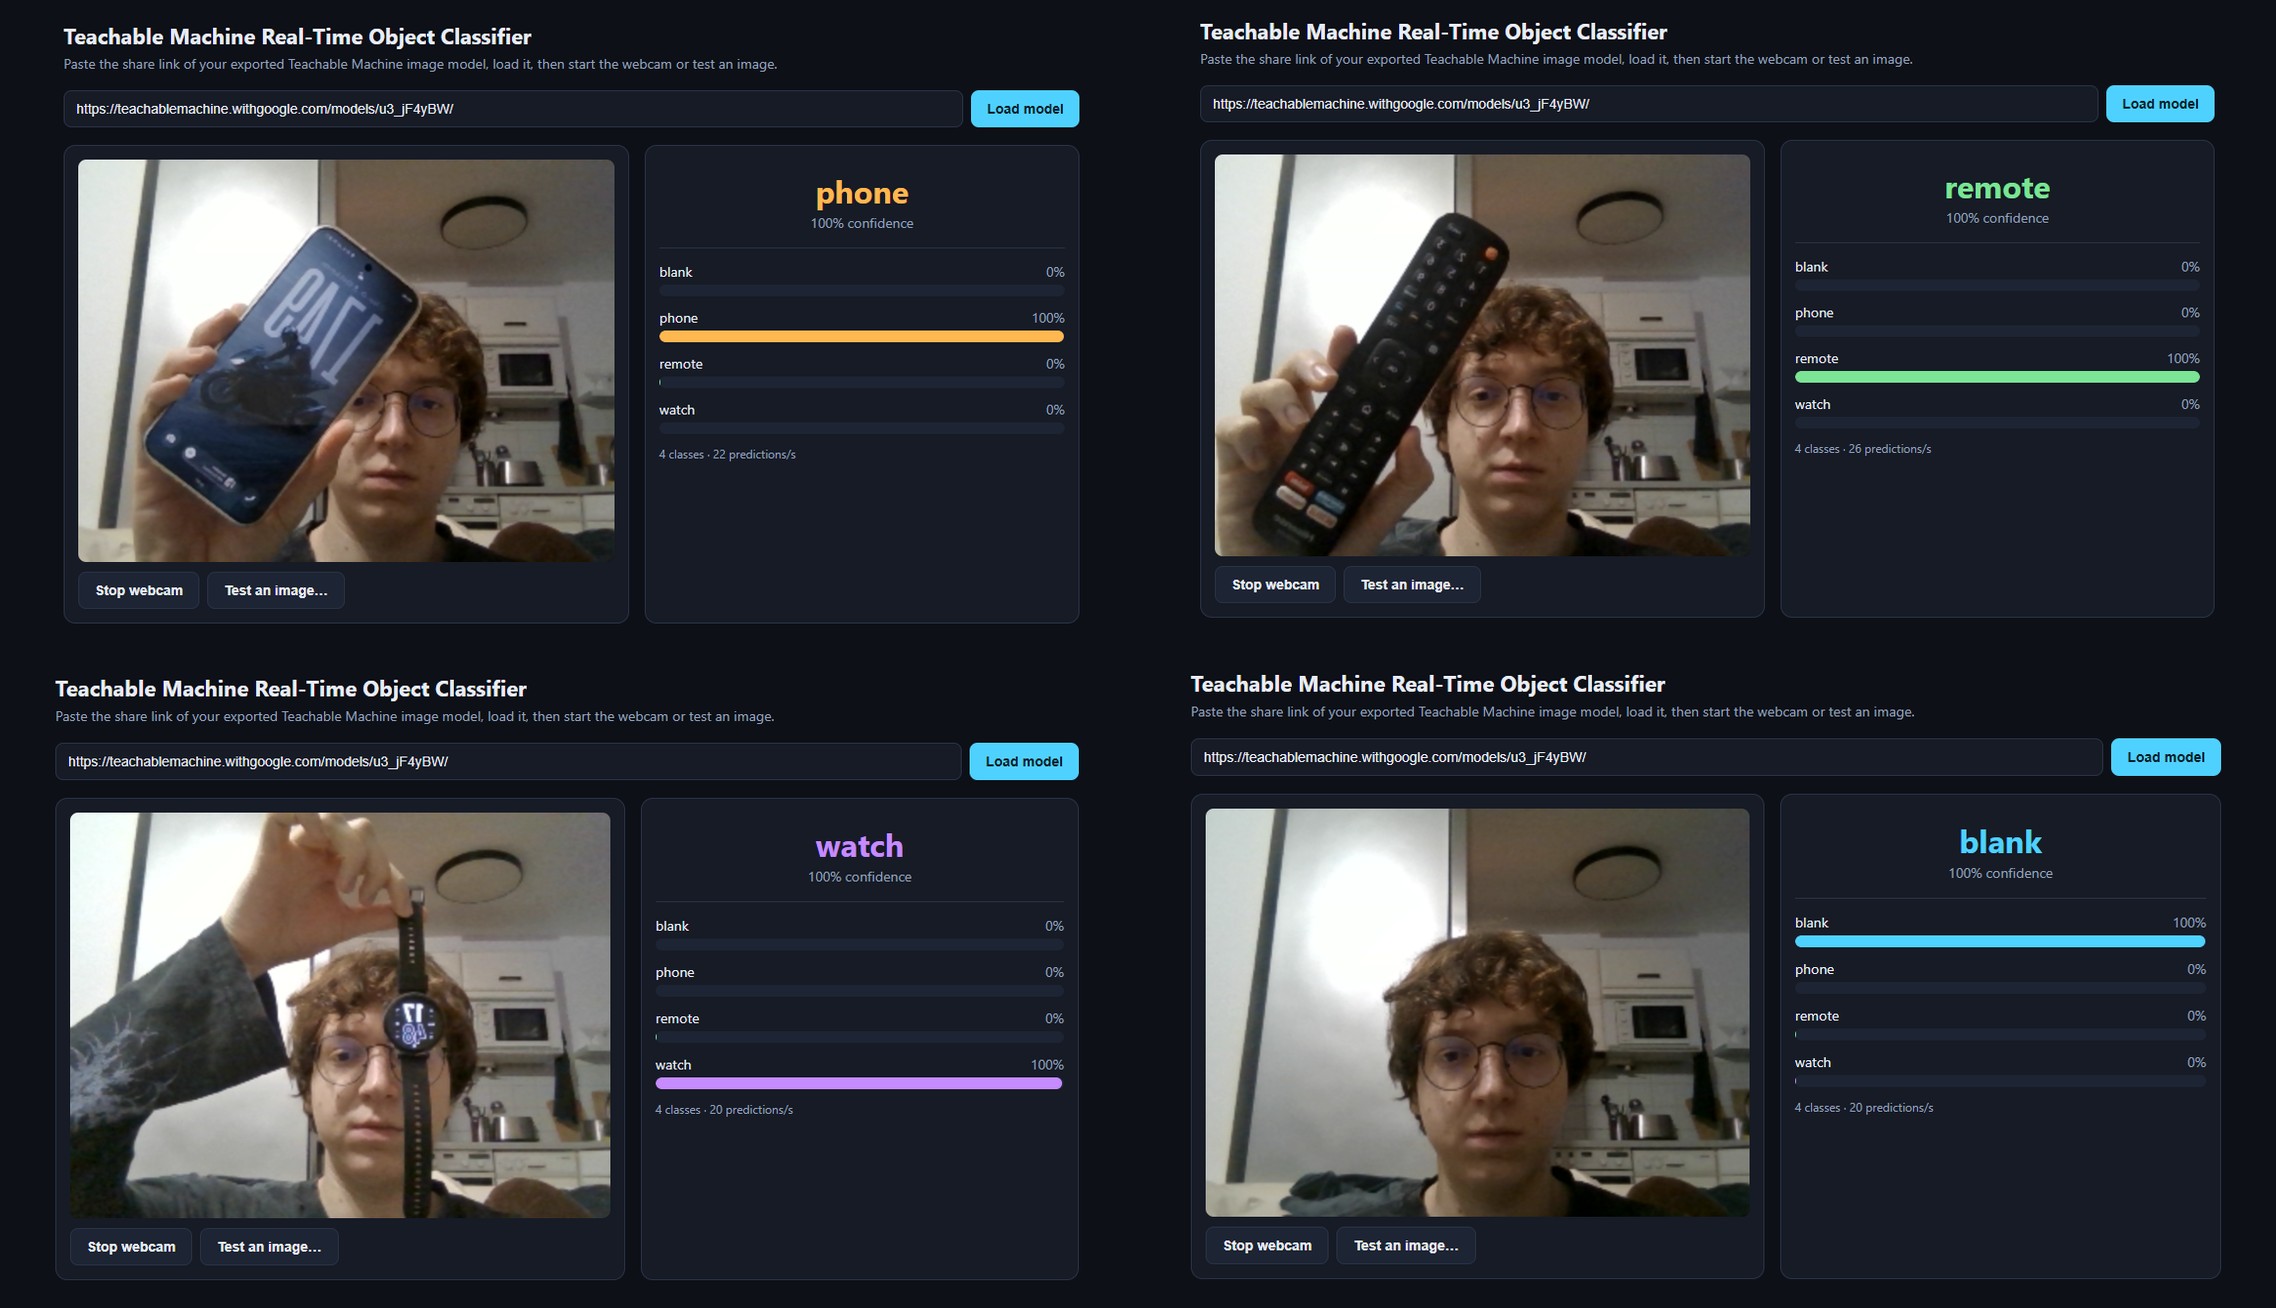 Teachable Machine Real-Time Object Classifier
Paste the share link of your exported Teachable Machine image model, load it, then start the webcam or test an image.
https://teachablemachine.withgoogle.com/models/u3_jF4yBW/
Load model
phone
100% confidence
blank 0%
phone 100%
remote 0%
watch 0%
4 classes · 22 predictions/s
Stop webcam
Test an image...
Teachable Machine Real-Time Object Classifier
Paste the share link of your exported Teachable Machine image model, load it, then start the webcam or test an image.
https://teachablemachine.withgoogle.com/models/u3_jF4yBW/
Load model
remote
100% confidence
blank 0%
phone 0%
remote 100%
watch 0%
4 classes · 26 predictions/s
Stop webcam
Test an image...
Teachable Machine Real-Time Object Classifier
Paste the share link of your exported Teachable Machine image model, load it, then start the webcam or test an image.
https://teachablemachine.withgoogle.com/models/u3_jF4yBW/
Load model
17
48
watch
100% confidence
blank 0%
phone 0%
remote 0%
watch 100%
4 classes · 20 predictions/s
Stop webcam
Test an image...
Teachable Machine Real-Time Object Classifier
Paste the share link of your exported Teachable Machine image model, load it, then start the webcam or test an image.
https://teachablemachine.withgoogle.com/models/u3_jF4yBW/
Load model
blank
100% confidence
blank 100%
phone 0%
remote 0%
watch 0%
4 classes · 20 predictions/s
Stop webcam
Test an image...